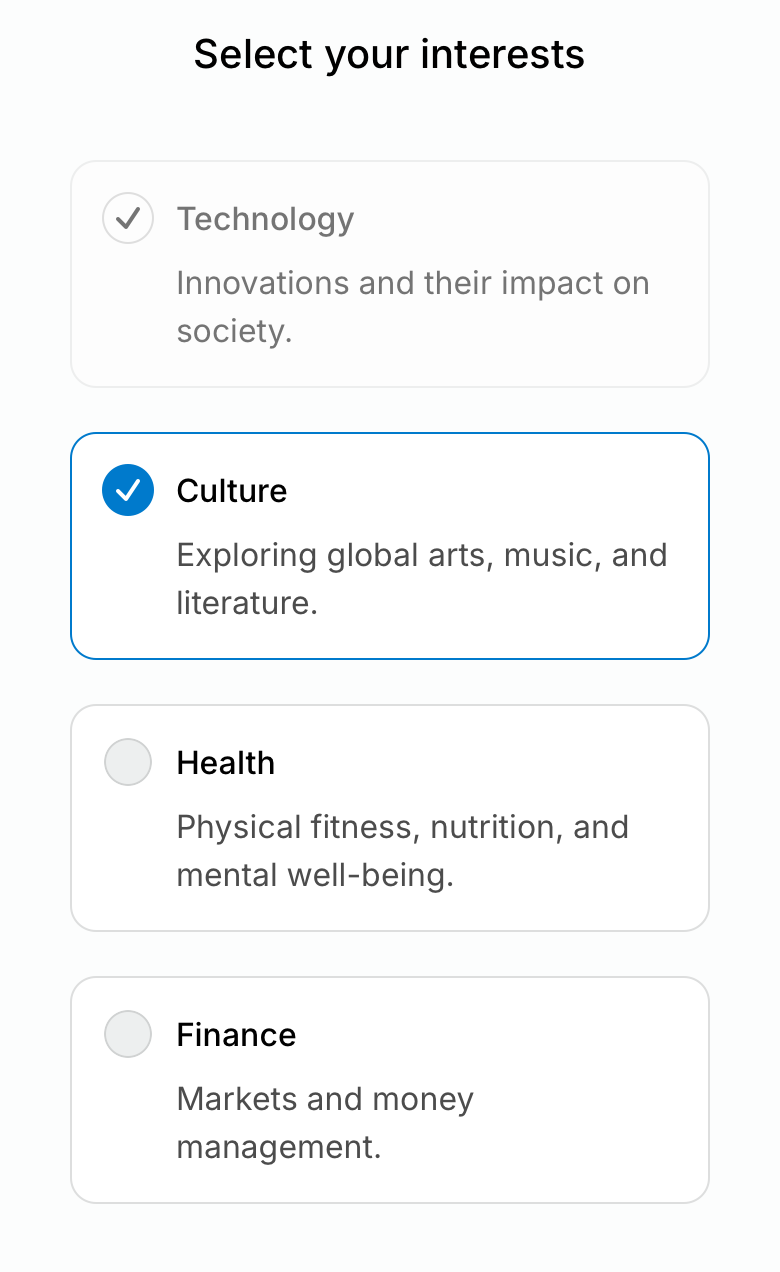 Select your interests
Technology
Innovations and their impact on
society.
Culture
Exploring global arts, music, and
literature.
Health
Physical fitness, nutrition, and
mental well-being.
Finance
Markets and money
management.